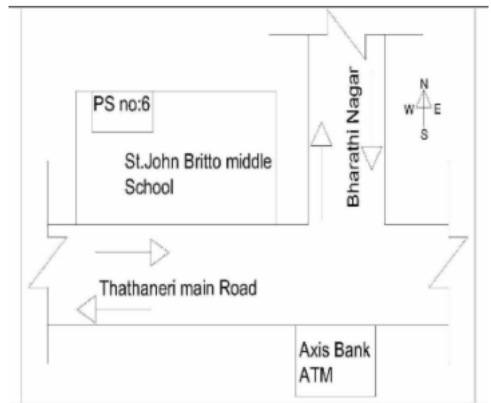 PS no:6
St.John Britto middle
School
Bharathi Nagar
N
W E
S
Thathaneri main Road
Axis Bank
ATM